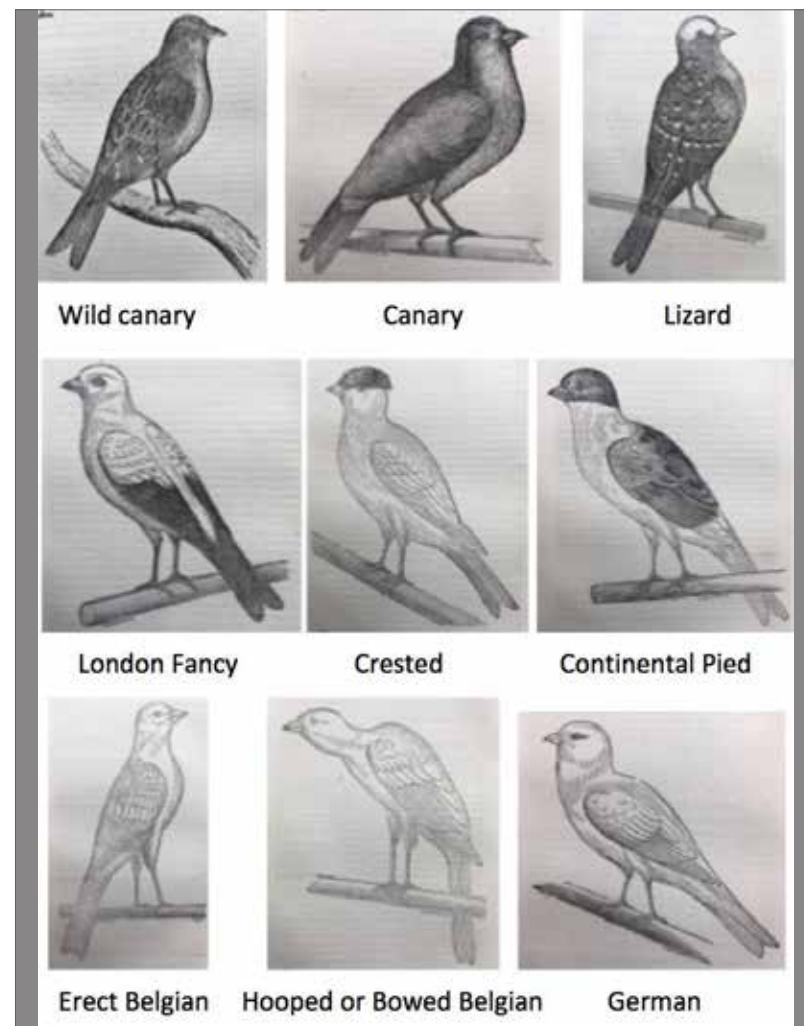 Wild canary
Canary
Lizard
London Fancy
Crested
Continental Pied
Erect Belgian
Hooped or Bowed Belgian
German